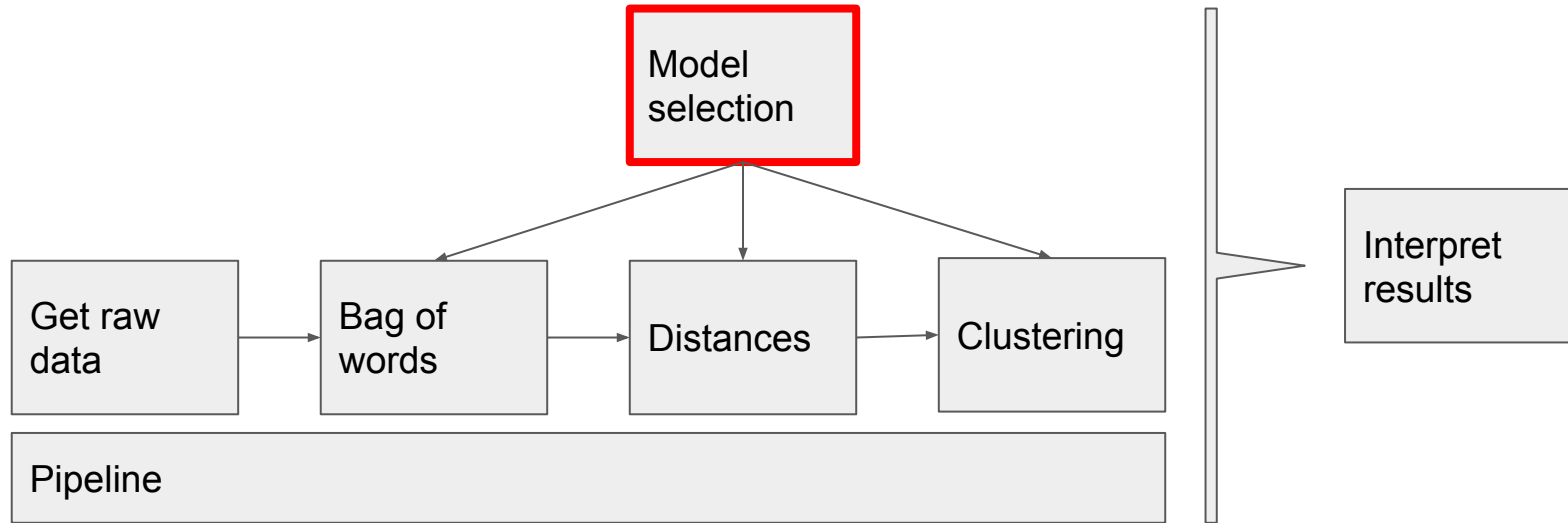 Model
selection
Get raw
data
Bag of
words
Distances
Clustering
Pipeline
Interpret
results